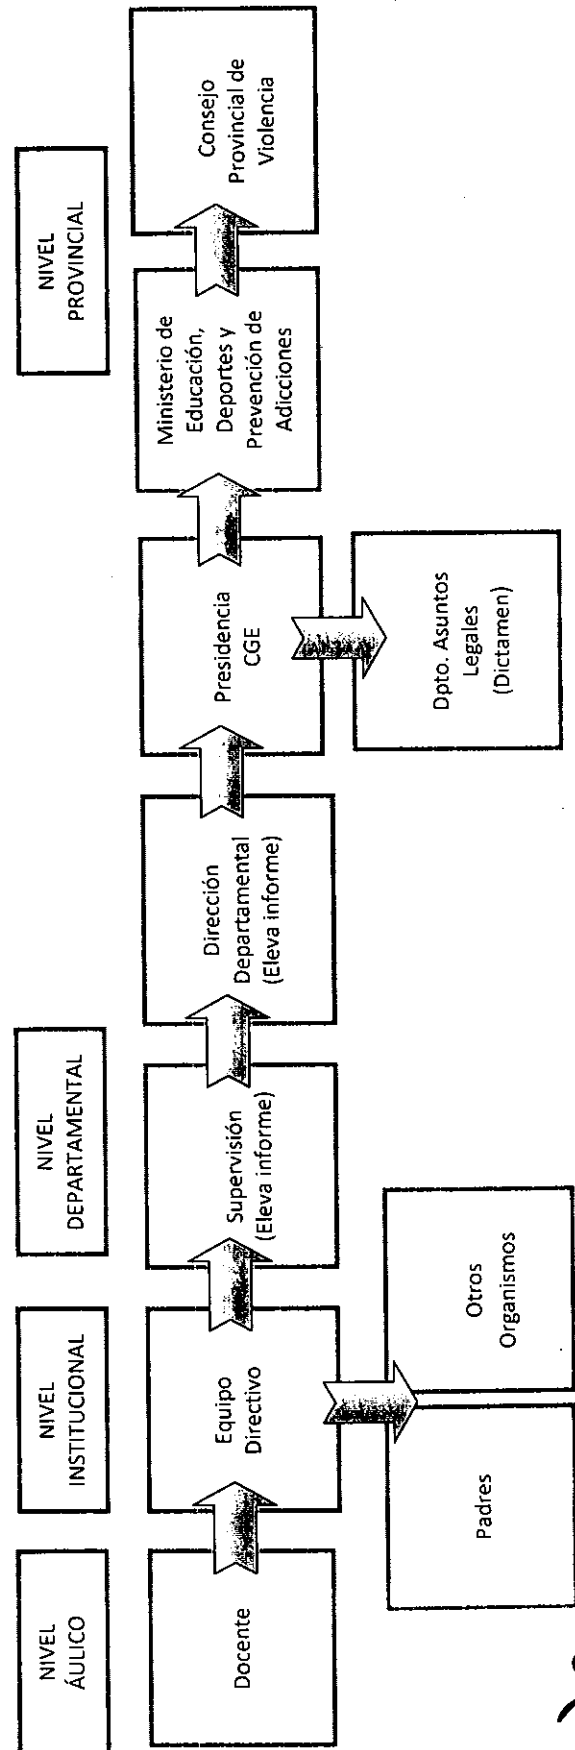 NIVEL
ÁULICO
NIVEL
INSTITUCIONAL
NIVEL
DEPARTAMENTAL
NIVEL
PROVINCIAL
Docente
Equipo
Directivo
Supervisión
(Eleva informe)
Dirección
Departamental
(Eleva informe)
Presidencia
CGE
Ministerio de
Educación,
Deportes y
Prevención de
Adicciones
Consejo
Provincial de
Violencia
Padres
Otros
Organismos
Dpto. Asuntos
Legales
(Dictamen)